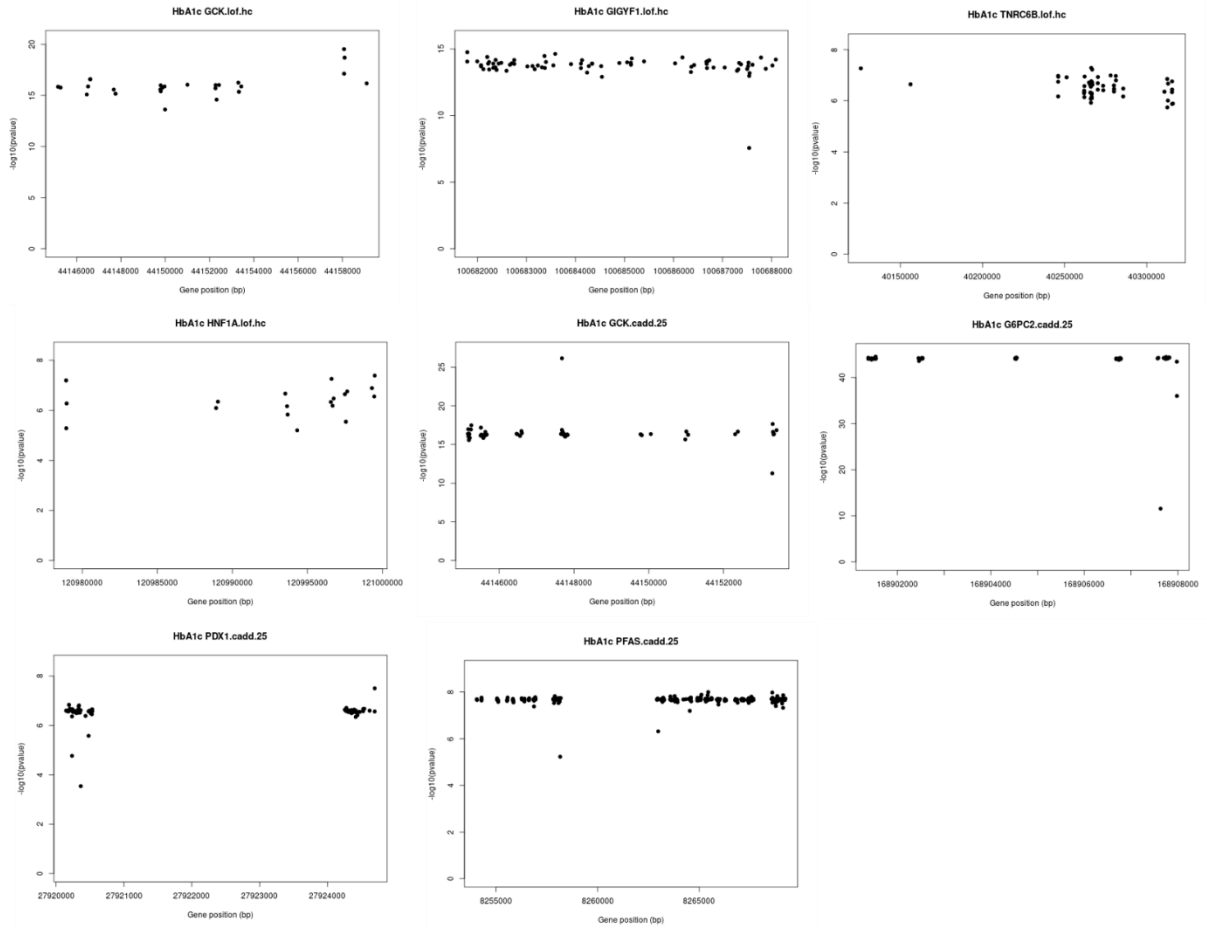 HbA1c GCK.lof.hc
-log10(pvalue)
20
15
10
5
0
44146000 44148000 44150000 44152000 44154000 44156000 44158000
Gene position (bp)
HbA1c GIGYF1.lof.hc
-log10(pvalue)
15
10
5
0
100682000 100683000 100684000 100685000 100686000 100687000 100688000
Gene position (bp)
HbA1c TNRC6B.lof.hc
-log10(pvalue)
8
6
4
2
0
40150000 40200000 40250000 40300000
Gene position (bp)
HbA1c HNF1A.lof.hc
-log10(pvalue)
8
6
4
2
0
120980000 120985000 120990000 120995000 121000000
Gene position (bp)
HbA1c GCK.cadd.25
-log10(pvalue)
25
20
15
10
5
0
44146000 44148000 44150000 44152000
Gene position (bp)
HbA1c G6PC2.cadd.25
-log10(pvalue)
40
30
20
10
0
168902000 168904000 168906000 168908000
Gene position (bp)
HbA1c PDX1.cadd.25
-log10(pvalue)
8
6
4
2
0
27920000 27921000 27922000 27923000 27924000
Gene position (bp)
HbA1c PFAS.cadd.25
-log10(pvalue)
8
6
4
2
0
8255000 8260000 8265000
Gene position (bp)